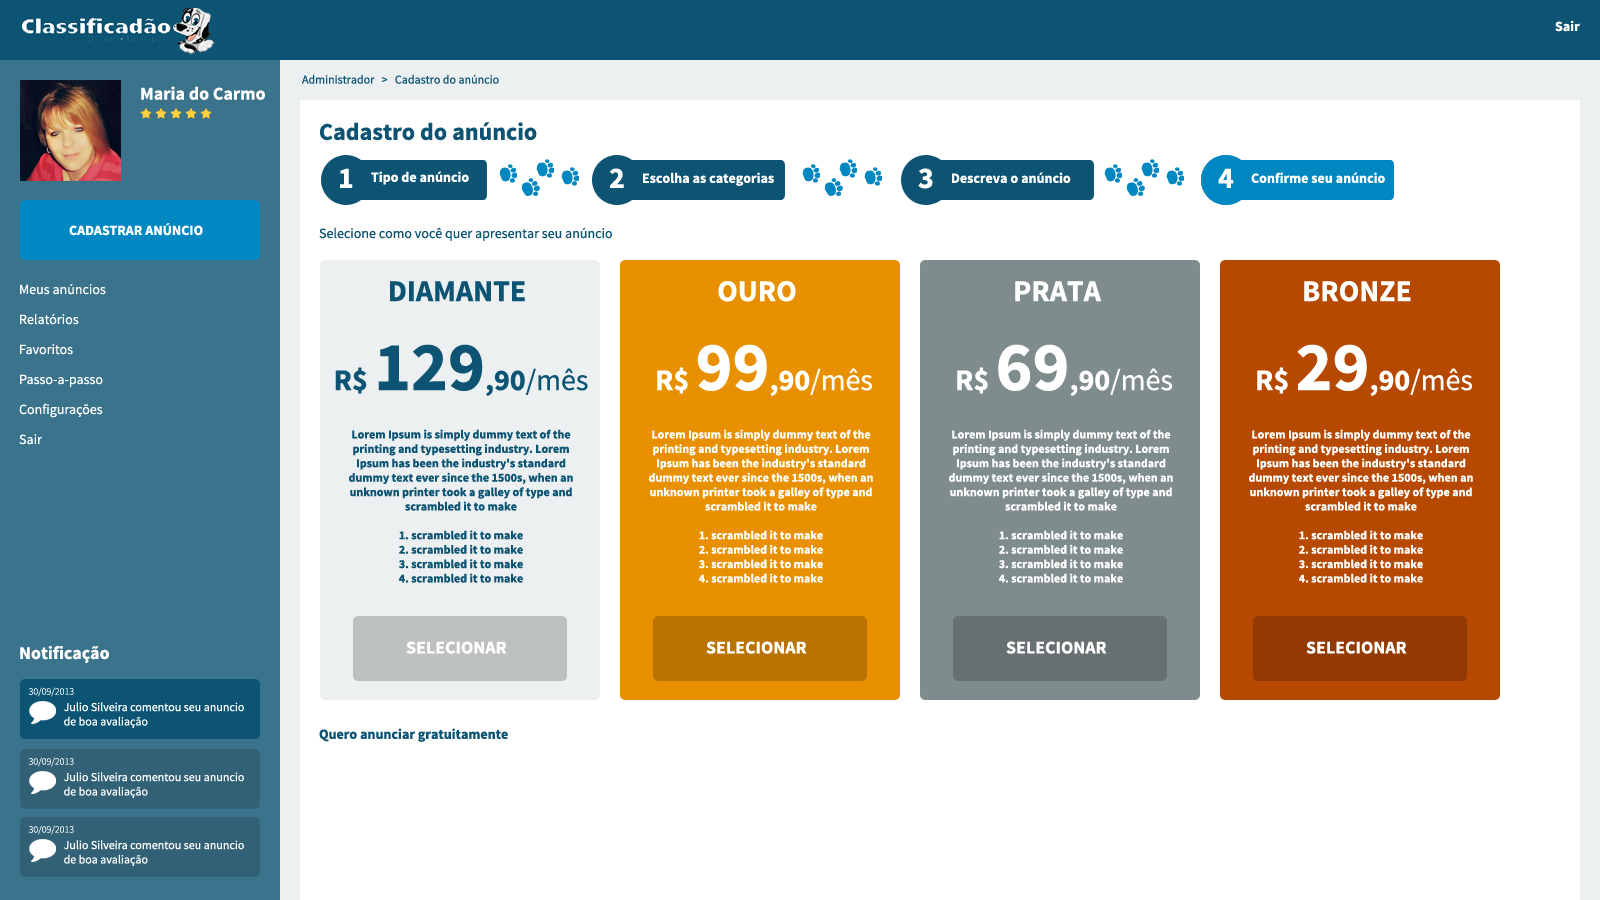 Classificadão
Sair
Maria do Carmo
CADASTRAR ANÚNCIO
Meus anúncios
Relatórios
Favoritos
Passo-a-passo
Configurações
Sair
Notificação
30/09/2013
Julio Silveira comentou seu anuncio
de boa avaliação
30/09/2013
Julio Silveira comentou seu anuncio
de boa avaliação
30/09/2013
Julio Silveira comentou seu anuncio
de boa avaliação
Administrador > Cadastro do anúncio
Cadastro do anúncio
1 Tipo de anúncio
2 Escolha as categorias
3 Descreva o anúncio
4 Confirme seu anúncio
Selecione como você quer apresentar seu anúncio
DIAMANTE
R$ 129,90/mês
Lorem Ipsum is simply dummy text of the
printing and typesetting industry. Lorem
Ipsum has been the industry's standard
dummy text ever since the 1500s, when an
unknown printer took a galley of type and
scrambled it to make
1. scrambled it to make
2. scrambled it to make
3. scrambled it to make
4. scrambled it to make
SELECIONAR
OURO
R$ 99,90/mês
Lorem Ipsum is simply dummy text of the
printing and typesetting industry. Lorem
Ipsum has been the industry's standard
dummy text ever since the 1500s, when an
unknown printer took a galley of type and
scrambled it to make
1. scrambled it to make
2. scrambled it to make
3. scrambled it to make
4. scrambled it to make
SELECIONAR
PRATA
R$ 69,90/mês
Lorem Ipsum is simply dummy text of the
printing and typesetting industry. Lorem
Ipsum has been the industry's standard
dummy text ever since the 1500s, when an
unknown printer took a galley of type and
scrambled it to make
1. scrambled it to make
2. scrambled it to make
3. scrambled it to make
4. scrambled it to make
SELECIONAR
BRONZE
R$ 29,90/mês
Lorem Ipsum is simply dummy text of the
printing and typesetting industry. Lorem
Ipsum has been the industry's standard
dummy text ever since the 1500s, when an
unknown printer took a galley of type and
scrambled it to make
1. scrambled it to make
2. scrambled it to make
3. scrambled it to make
4. scrambled it to make
SELECIONAR
Quero anunciar gratuitamente